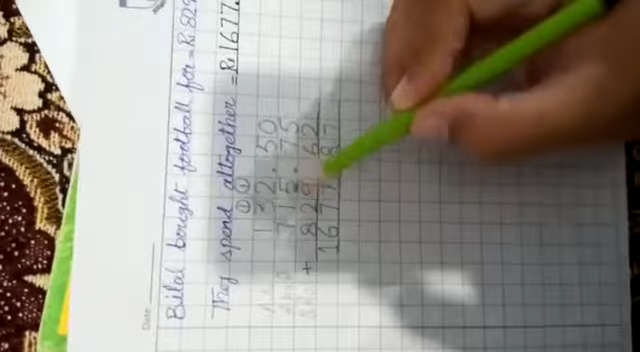 Date
Bilal bought football for = Rs 829
They spend altogether = Rs 1677.
① ①
132.50
715.75
+ 829.62
1677 87